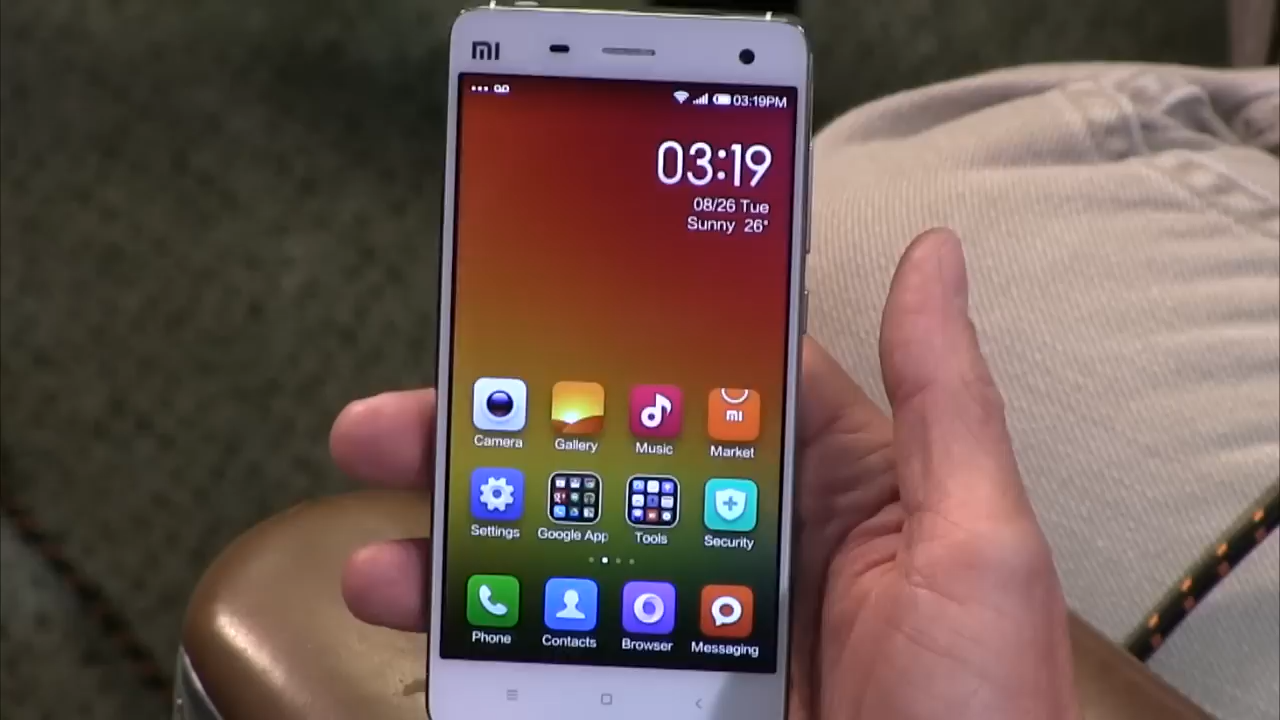 mi
03:19PM
03:19
08/26 Tue
Sunny 26°
mi
Camera Gallery Music Market
Settings Google App Tools Security
Phone Contacts Browser Messaging